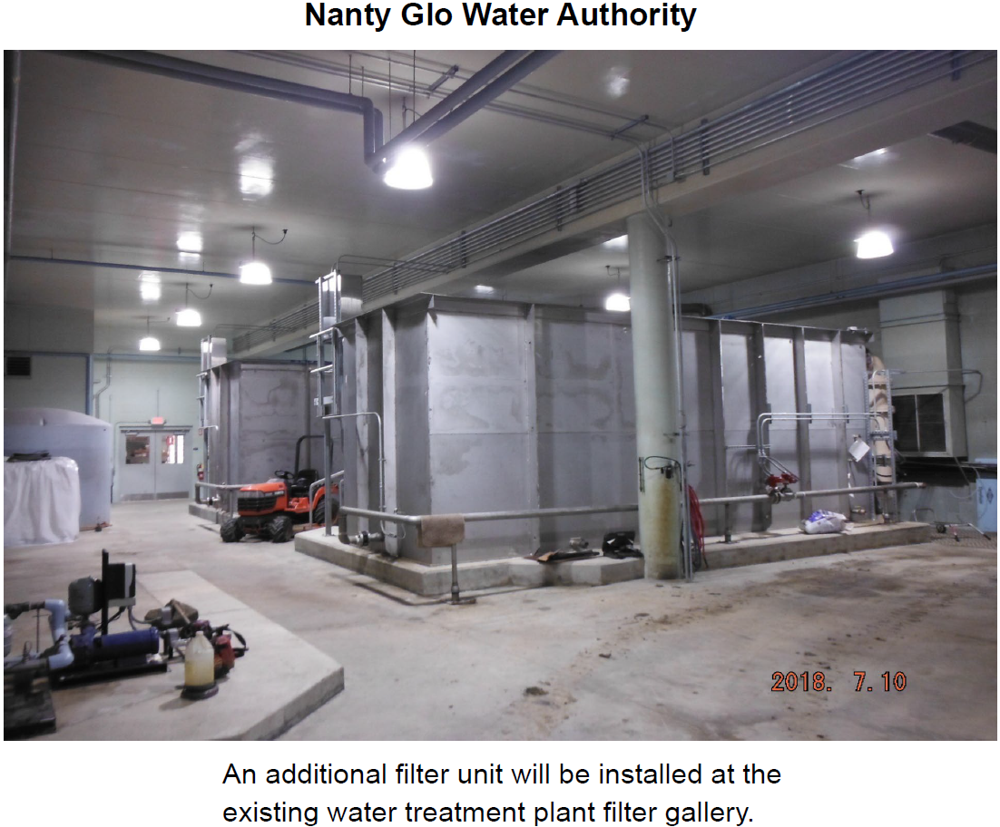 Nanty Glo Water Authority
2018. 7.10
An additional filter unit will be installed at the
existing water treatment plant filter gallery.